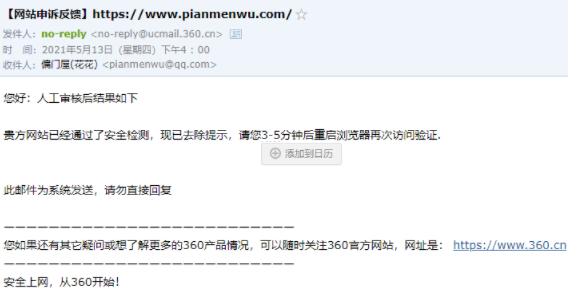 【网站申诉反馈】https://www.pianmenwu.com/
发件人： no-reply <no-reply@ucmail.360.cn>
时 间： 2021年5月13日（星期四）下午4：00
收件人： 偏门屋(花花) <pianmenwu@qq.com>
您好：人工审核后结果如下
贵方网站已经通过了安全检测，现已去除提示，请您3-5分钟后重启浏览器再次访问验证.
添加到日历
此邮件为系统发送，请勿直接回复
您如果还有其它疑问或想了解更多的360产品情况，可以随时关注360官方网站，网址是： https://www.360.cn
安全上网，从360开始！